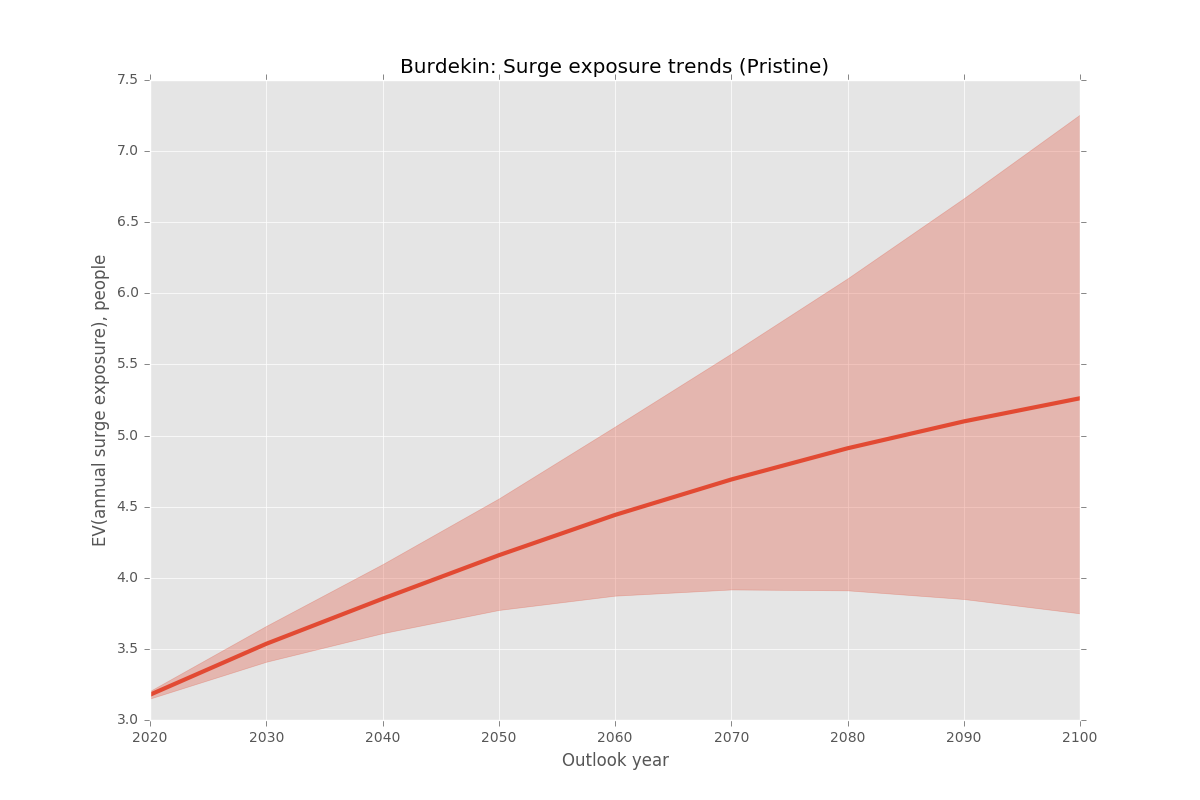 Burdekin: Surge exposure trends (Pristine)
7.5
7.0
6.5
6.0
5.5
5.0
4.5
4.0
3.5
3.0
EV(annual surge exposure), people
2020 2030 2040 2050 2060 2070 2080 2090 2100
Outlook year